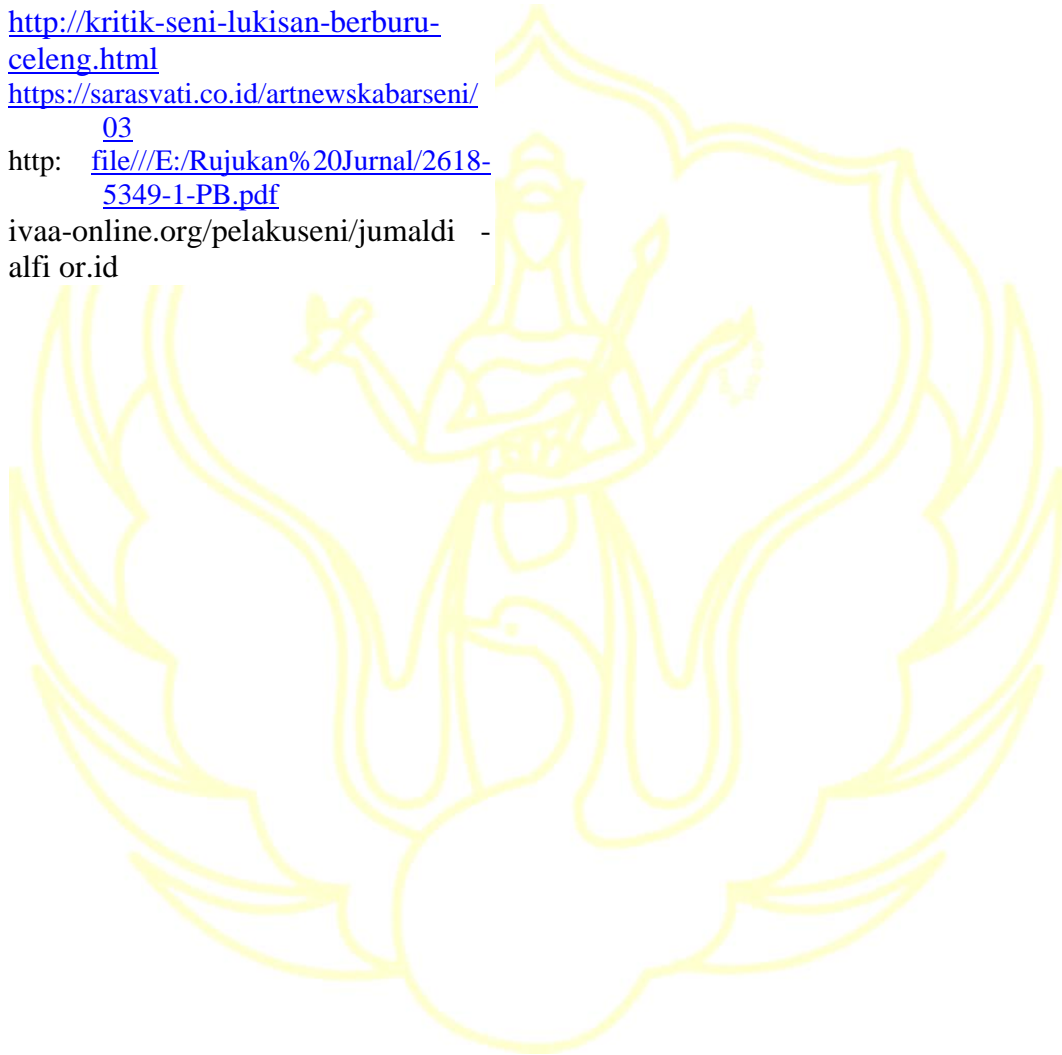 http://kritik-seni-lukisan-berburu-
celeng.html
https://sarasvati.co.id/artnewskabarseni/
03
http: file///E:/Rujukan%20Jurnal/2618-
5349-1-PB.pdf
ivaa-online.org/pelakuseni/jumaldi -
alfi or.id